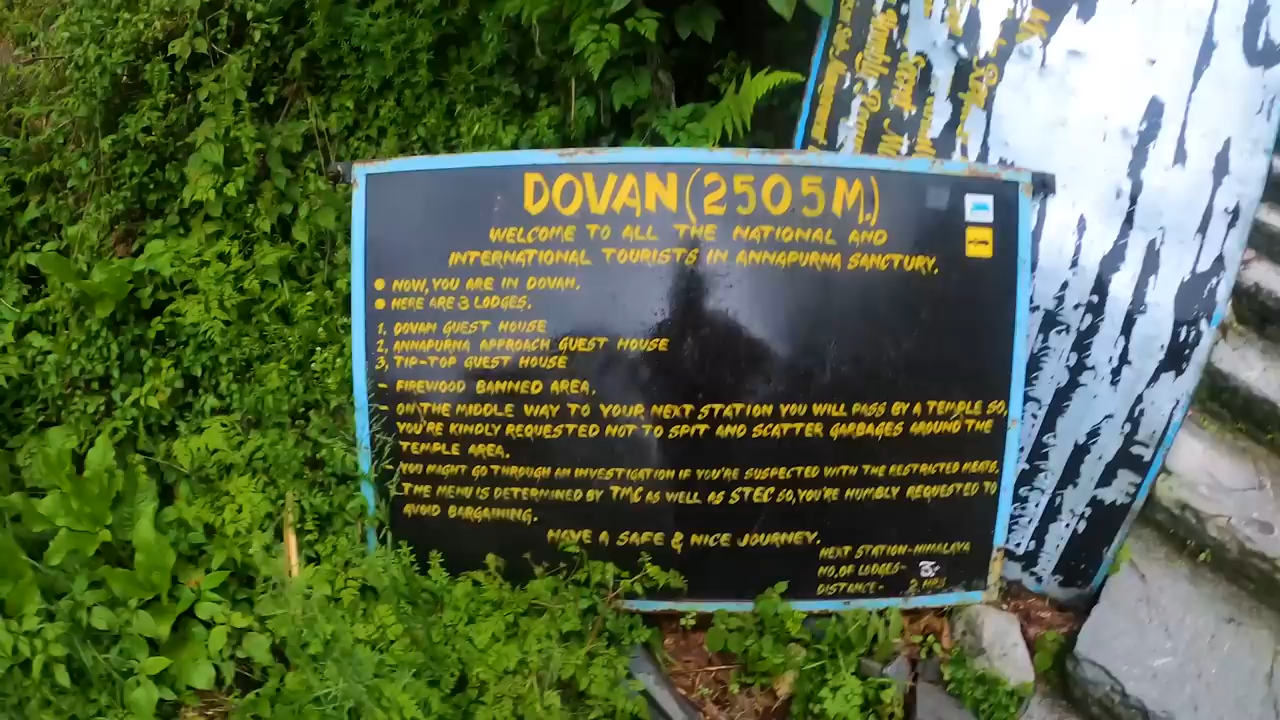 DOVAN (2505M.)
WELCOME TO ALL THE NATIONAL AND
INTERNATIONAL TOURISTS IN ANNAPURNA SANCTURY.
● NOW, YOU ARE IN DOVAN.
● HERE ARE 3 LODGES.
1, DOVAN GUEST HOUSE
2, ANNAPURNA APPROACH GUEST HOUSE
3, TIP-TOP GUEST HOUSE
- FIREWOOD BANNED AREA.
- ON THE MIDDLE WAY TO YOUR NEXT STATION YOU WILL PASS BY A TEMPLE SO,
YOU'RE KINDLY REQUESTED NOT TO SPIT AND SCATTER GARBAGES AROUND THE
TEMPLE AREA.
- YOU MIGHT GO THROUGH AN INVESTIGATION IF YOU'RE SUSPECTED WITH THE RESTRICTED MEATS.
- THE MENU IS DETERMINED BY TMC AS WELL AS STEC SO, YOU'RE HUMBLY REQUESTED TO
AVOID BARGAINING.
HAVE A SAFE & NICE JOURNEY.
NEXT STATION-HIMALAYA
NO. OF LODGES- 3
DISTANCE- 2 HRS